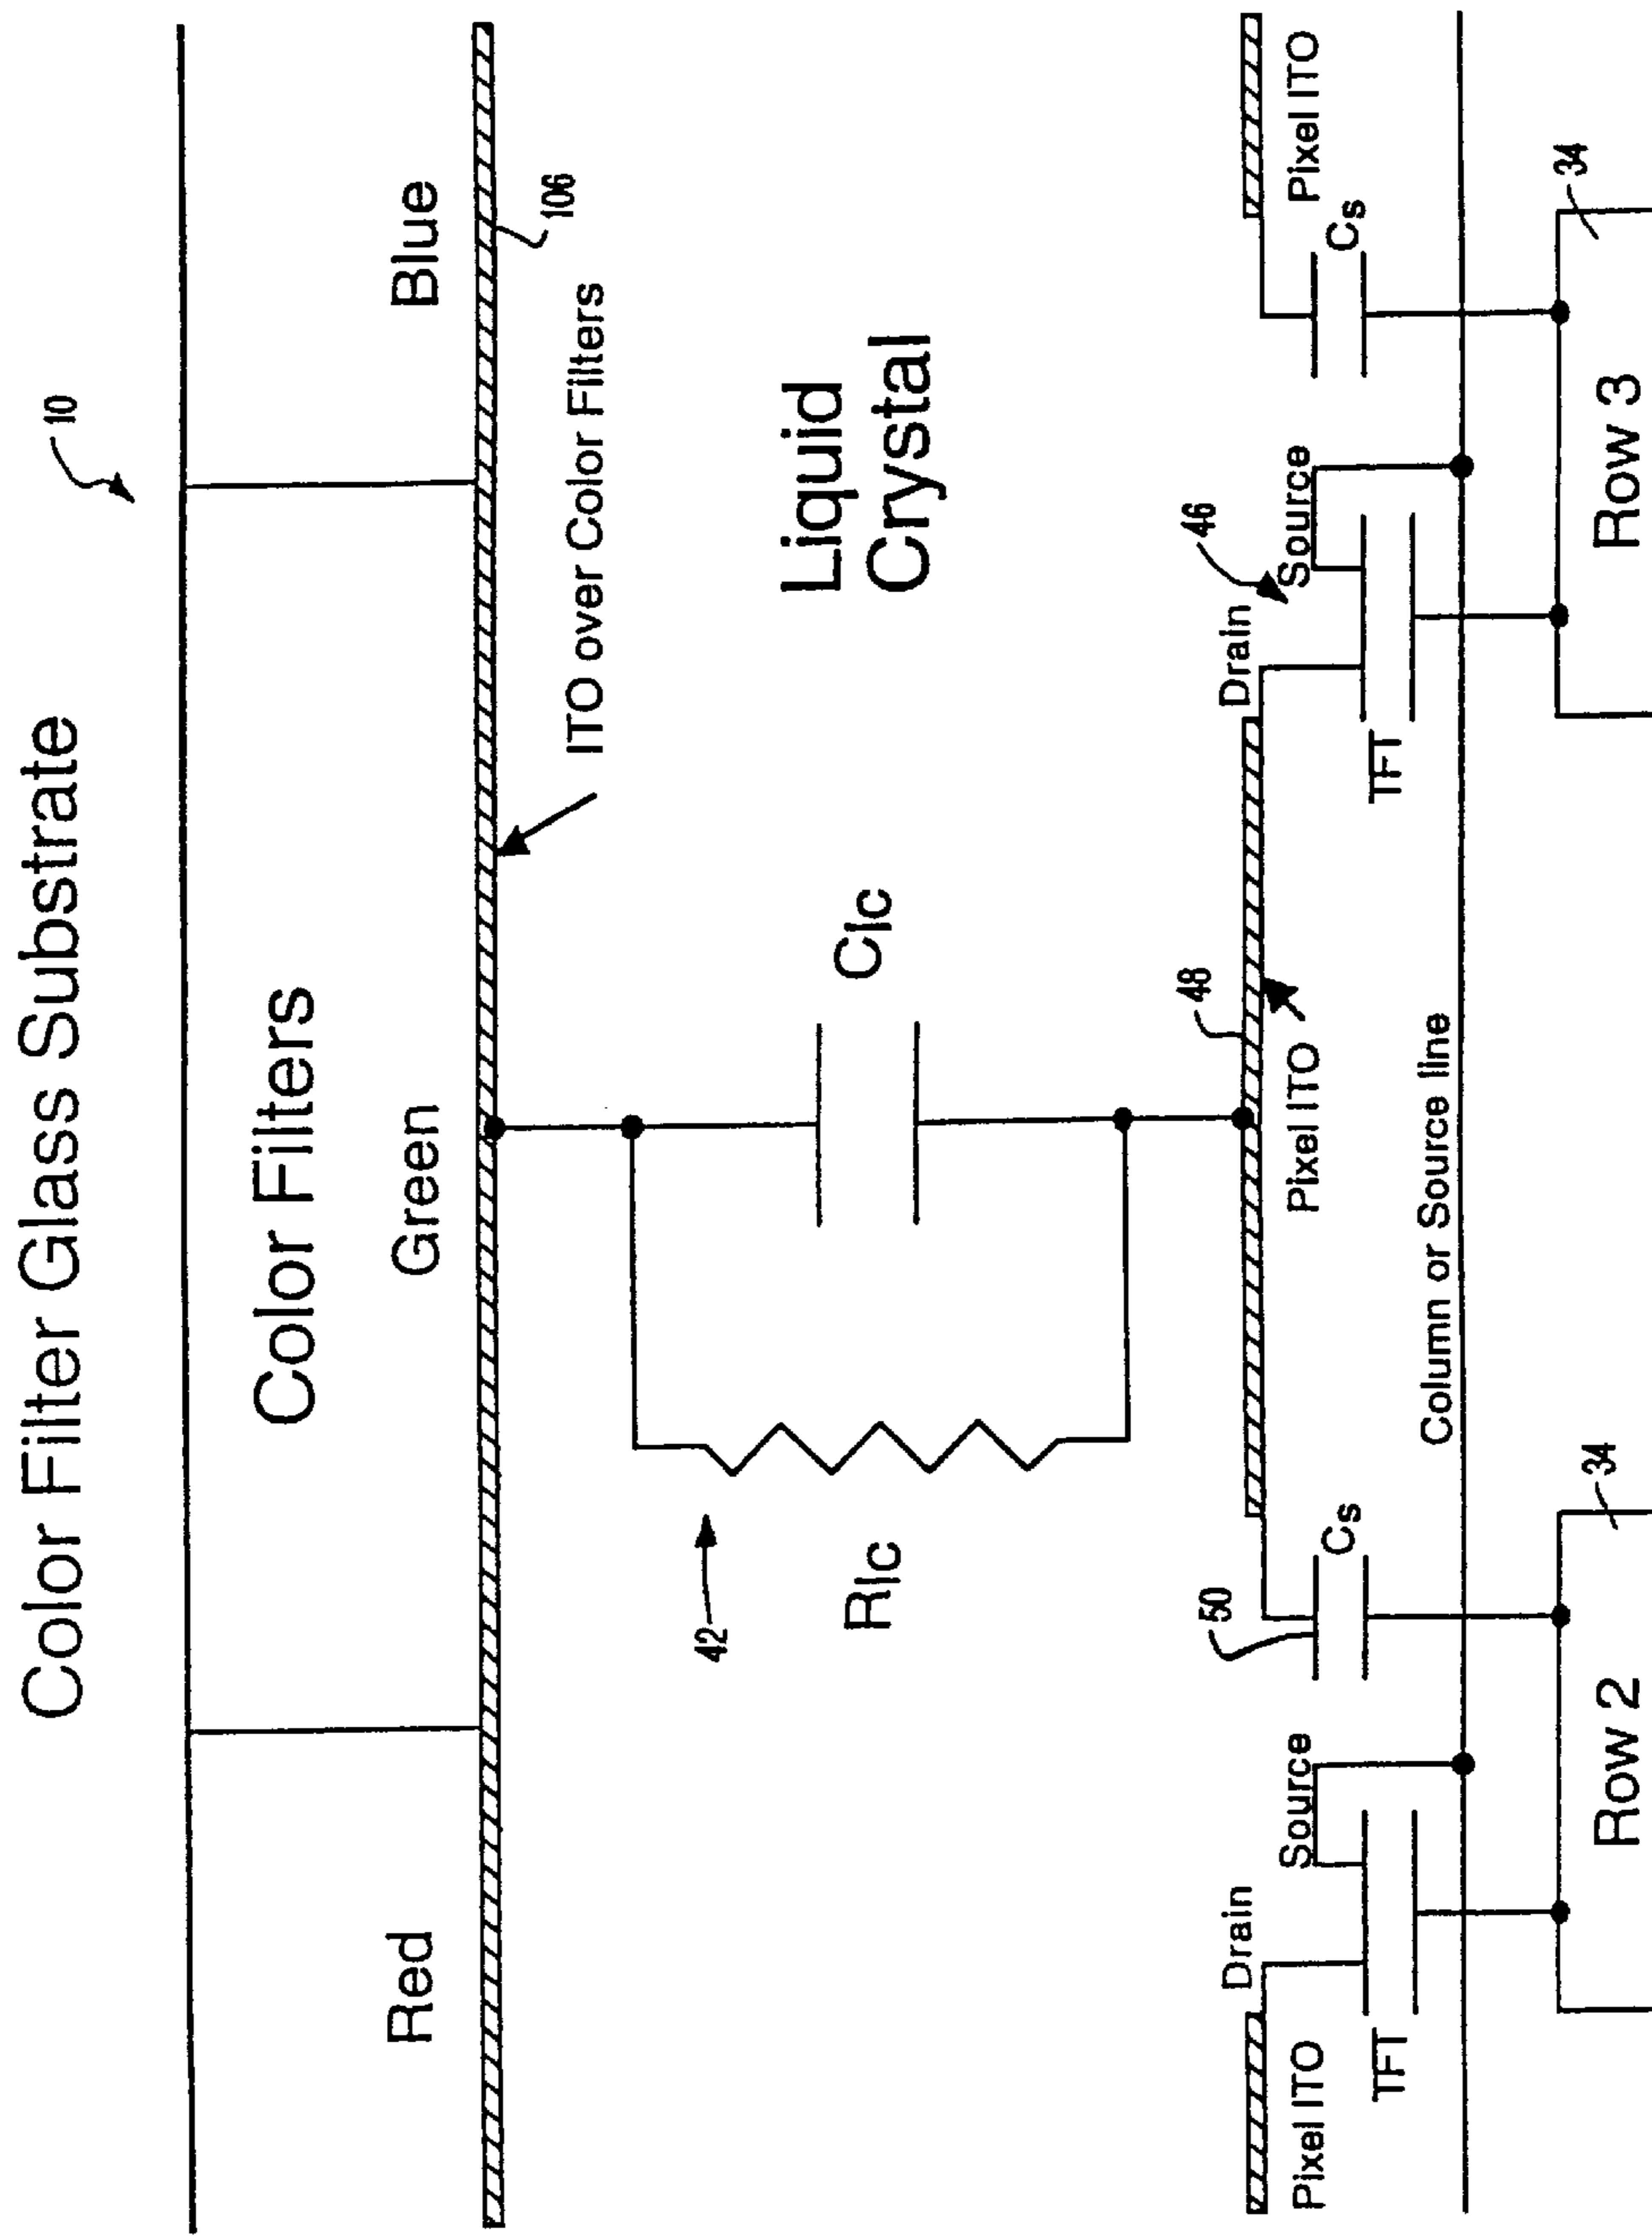 Color Filter Glass Substrate
10
Color Filters
Red
Green
Blue
106
ITO over Color Filters
42
Rlc
Clc
Liquid
Crystal
Pixel ITO
Drain
Source
50
Cs
48
Pixel ITO
Drain
46
Source
Cs
Pixel ITO
TFT
TFT
Column or Source line
Row 2
34
Row 3
34